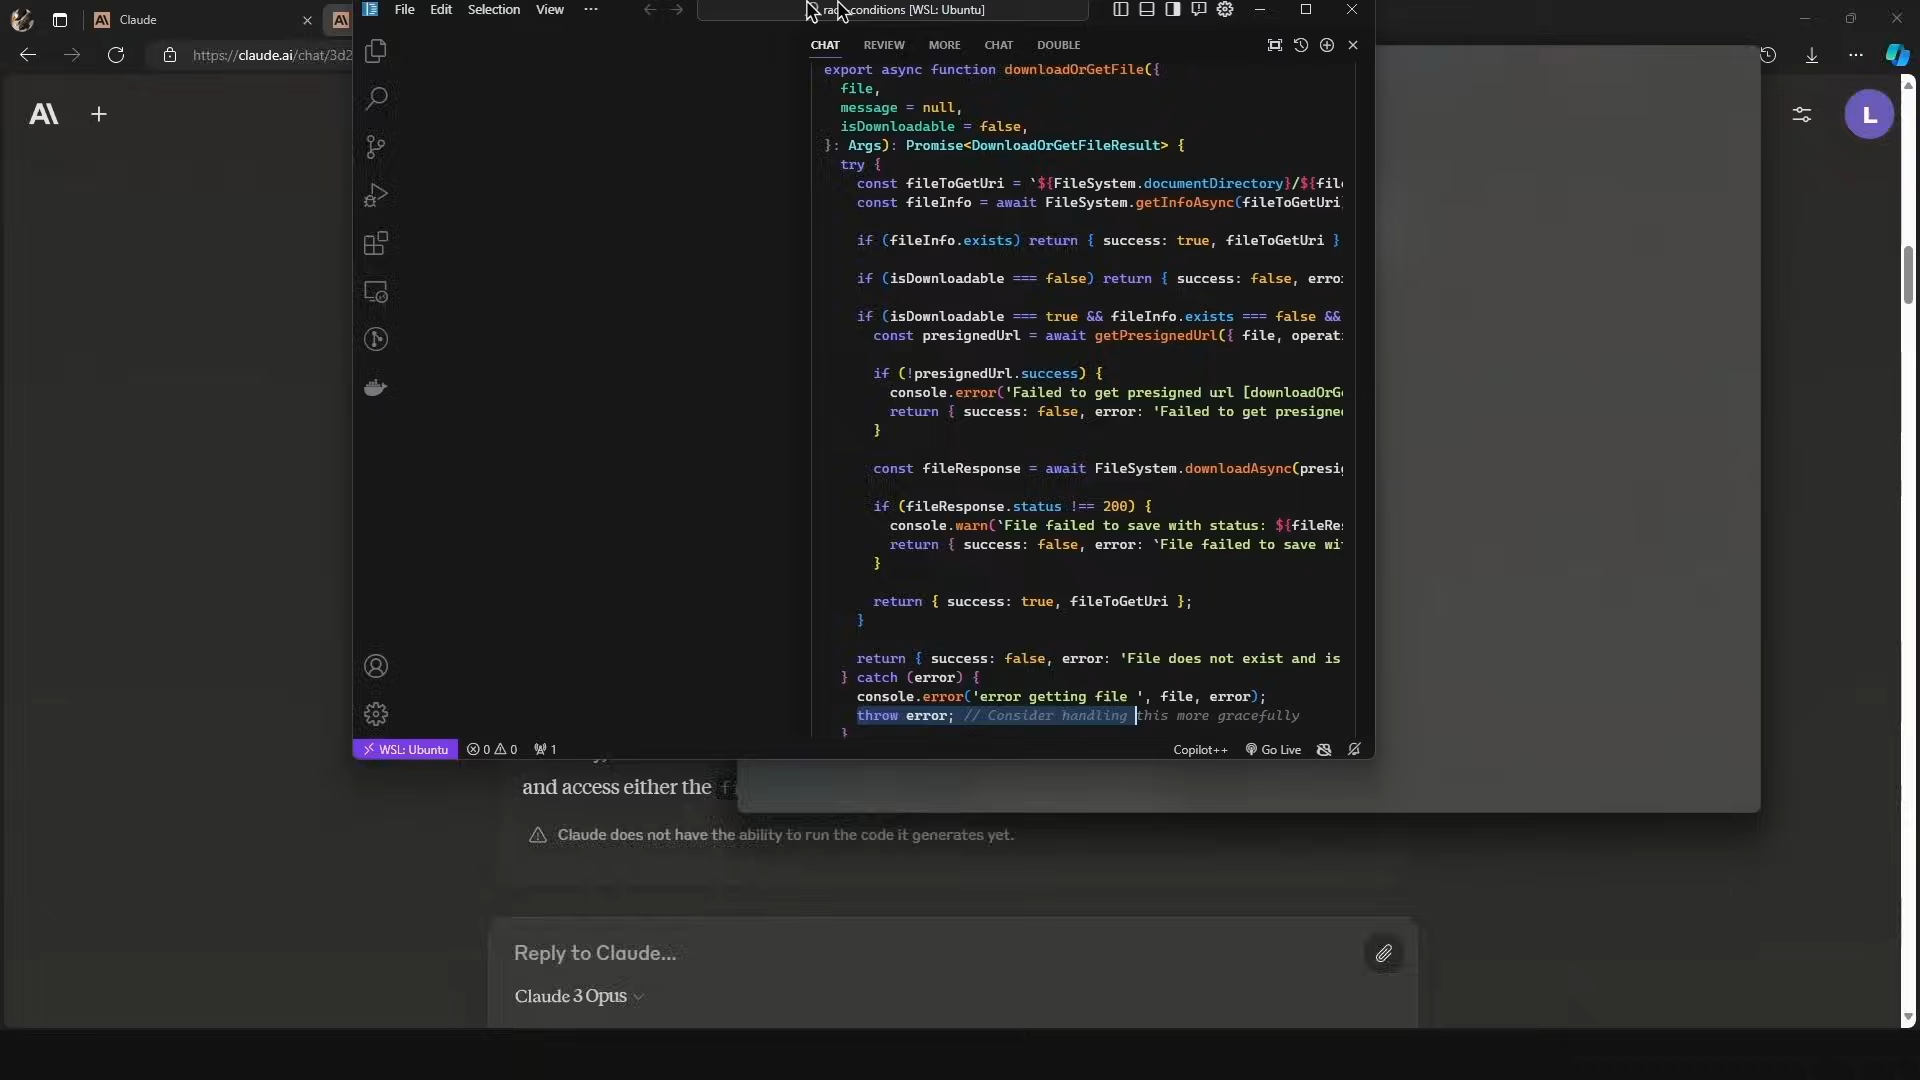 Claude
https://claude.ai/chat/3d2
L
File Edit Selection View ···
conditions [WSL: Ubuntu]
CHAT REVIEW MORE CHAT DOUBLE
export async function downloadOrGetFile({
file,
message = null,
isDownloadable = false,
}: Args): Promise<DownloadOrGetFileResult> {
try {
const fileToGetUri = `${FileSystem.documentDirectory}/${fil
const fileInfo = await FileSystem.getInfoAsync(fileToGetUri
if (fileInfo.exists) return { success: true, fileToGetUri }
if (isDownloadable === false) return { success: false, erro
if (isDownloadable === true && fileInfo.exists === false &&
const presignedUrl = await getPresignedUrl({ file, operat
if (!presignedUrl.success) {
console.error('Failed to get presigned url [downloadOrG
return { success: false, error: 'Failed to get presigne
}
const fileResponse = await FileSystem.downloadAsync(presi
if (fileResponse.status !== 200) {
console.warn(`File failed to save with status: ${fileRe
return { success: false, error: `File failed to save wi
}
return { success: true, fileToGetUri };
}
return { success: false, error: 'File does not exist and is
} catch (error) {
console.error('error getting file ', file, error);
throw error; // Consider handling this more gracefully
}
WSL: Ubuntu 0 0 1 Copilot++ Go Live
and access either the
Claude does not have the ability to run the code it generates yet.
Reply to Claude...
Claude 3 Opus